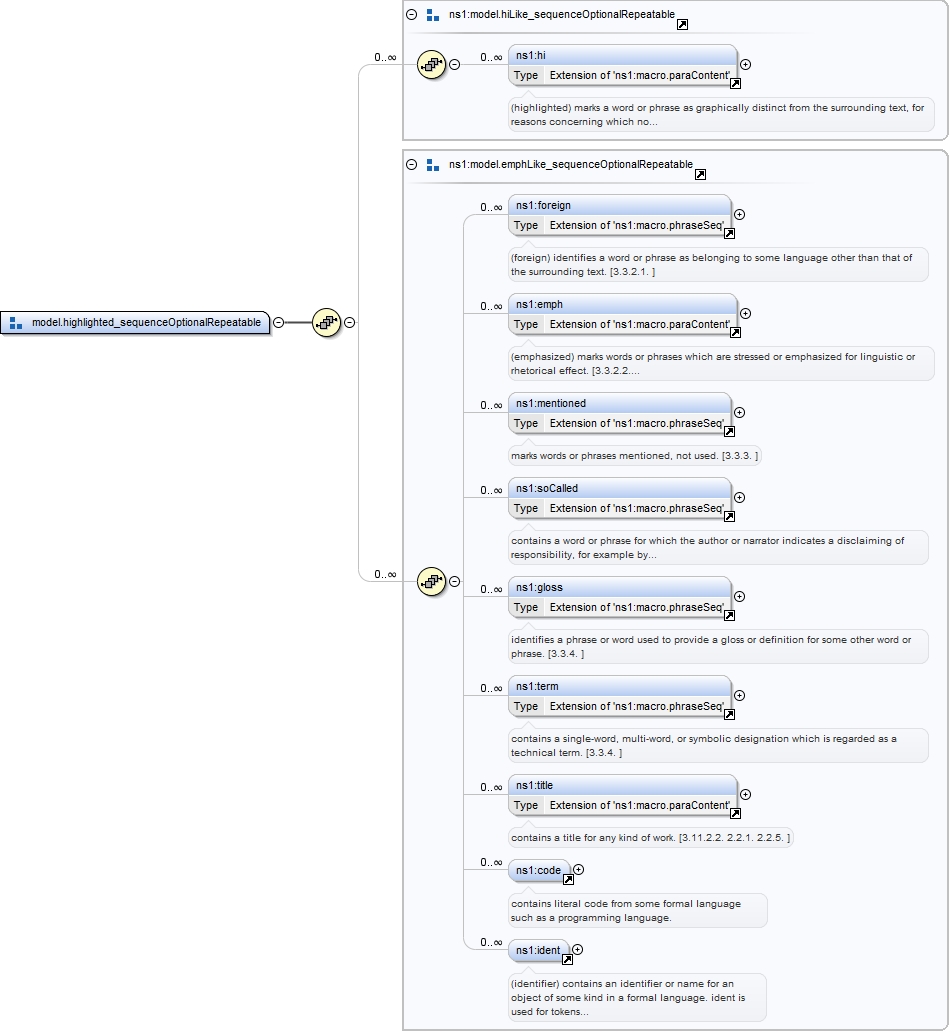 ns1:model.hiLike_sequenceOptionalRepeatable
0..∞
0..∞
ns1:hi
Type Extension of 'ns1:macro.paraContent'
(highlighted) marks a word or phrase as graphically distinct from the surrounding text, for
reasons concerning which no...
ns1:model.emphLike_sequenceOptionalRepeatable
0..∞
ns1:foreign
Type Extension of 'ns1:macro.phraseSeq'
(foreign) identifies a word or phrase as belonging to some language other than that of
the surrounding text. [3.3.2.1. ]
0..∞
ns1:emph
Type Extension of 'ns1:macro.paraContent'
(emphasized) marks words or phrases which are stressed or emphasized for linguistic or
rhetorical effect. [3.3.2.2....
model.highlighted_sequenceOptionalRepeatable
0..∞
ns1:mentioned
Type Extension of 'ns1:macro.phraseSeq'
marks words or phrases mentioned, not used. [3.3.3. ]
0..∞
ns1:soCalled
Type Extension of 'ns1:macro.phraseSeq'
contains a word or phrase for which the author or narrator indicates a disclaiming of
responsibility, for example by...
0..∞
0..∞
ns1:gloss
Type Extension of 'ns1:macro.phraseSeq'
identifies a phrase or word used to provide a gloss or definition for some other word or
phrase. [3.3.4. ]
0..∞
ns1:term
Type Extension of 'ns1:macro.phraseSeq'
contains a single-word, multi-word, or symbolic designation which is regarded as a
technical term. [3.3.4. ]
0..∞
ns1:title
Type Extension of 'ns1:macro.paraContent'
contains a title for any kind of work. [3.11.2.2. 2.2.1. 2.2.5. ]
0..∞
ns1:code
contains literal code from some formal language
such as a programming language.
0..∞
ns1:ident
(identifier) contains an identifier or name for an
object of some kind in a formal language. ident is
used for tokens...